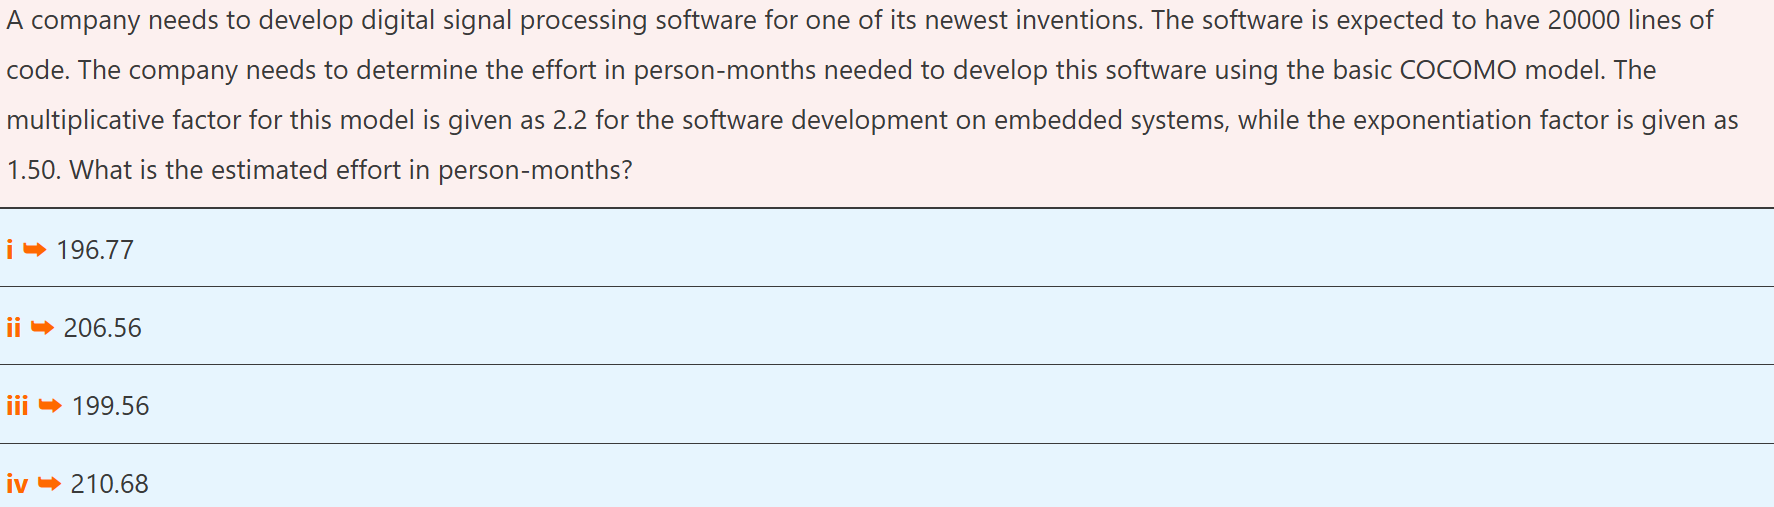 A company needs to develop digital signal processing software for one of its newest inventions. The software is expected to have 20000 lines of
code. The company needs to determine the effort in person-months needed to develop this software using the basic COCOMO model. The
multiplicative factor for this model is given as 2.2 for the software development on embedded systems, while the exponentiation factor is given as
1.50. What is the estimated effort in person-months?
i ➥ 196.77
ii ➥ 206.56
iii ➥ 199.56
iv ➥ 210.68